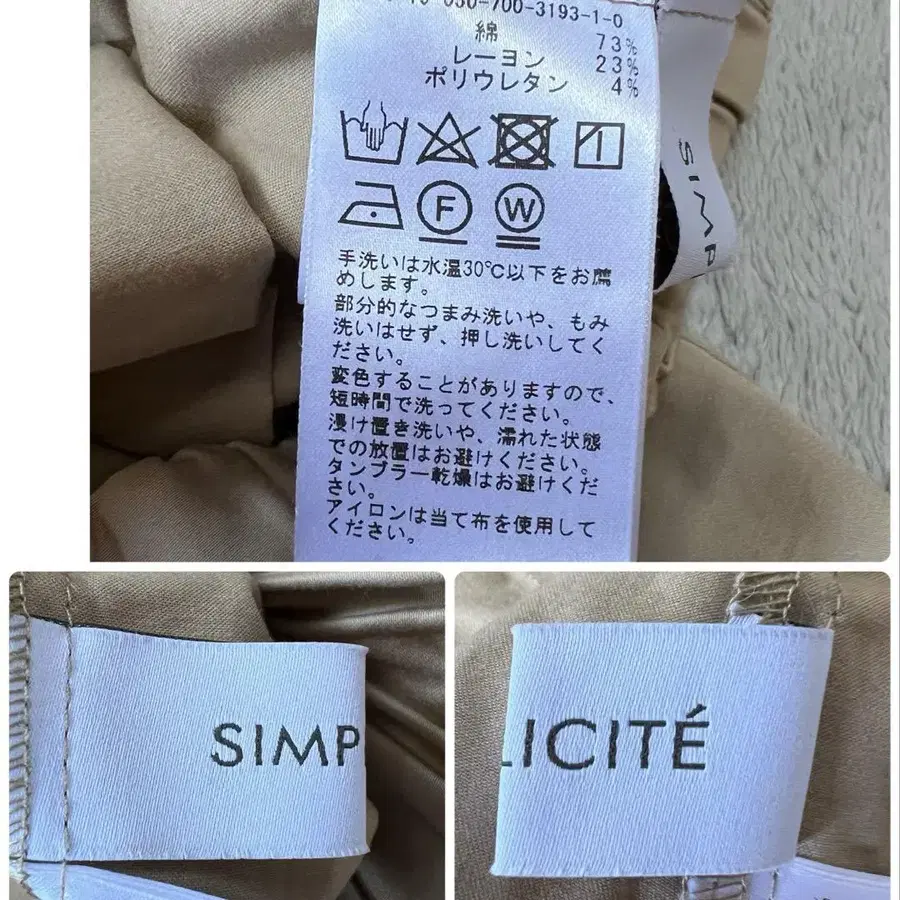 050-700-3193-1-0
綿 73%
レーヨン 23%
ポリウレタン 4%
F
W
手洗いは水温30℃以下をお薦
めします。
部分的なつまみ洗いや、もみ
洗いはせず、押し洗いしてく
ださい。
変色することがありますので、
短時間で洗ってください。
浸け置き洗いや、濡れた状態
での放置はお避けください。
タンブラー乾燥はお避けくだ
さい。
アイロンは当て布を使用して
ください。
SIMP
SIMP
LICITÉ